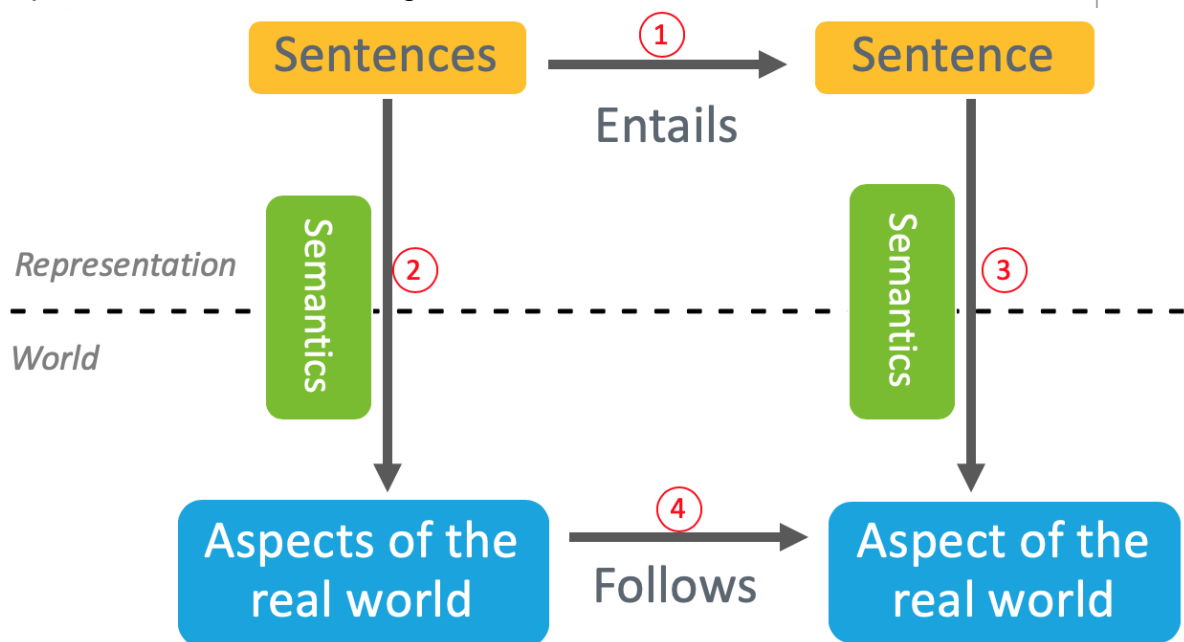 Sentences
1
Sentence
Entails
Semantics
Semantics
Representation
2
3
World
Aspects of the
real world
4
Follows
Aspect of the
real world